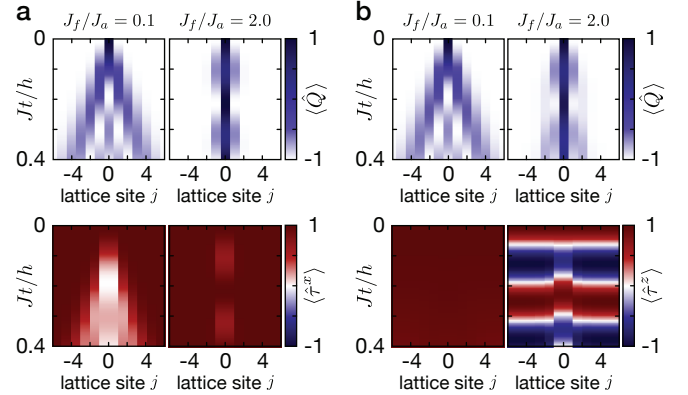 a
J_f/J_a = 0.1 J_f/J_a = 2.0
0
Jt/h
0.4
-4 0 4 -4 0 4
lattice site j lattice site j
1
⟨Q̂⟩
-1
0
Jt/h
0.4
-4 0 4 -4 0 4
lattice site j lattice site j
1
⟨τ̂^x⟩
-1
b
J_f/J_a = 0.1 J_f/J_a = 2.0
0
Jt/h
0.4
-4 0 4 -4 0 4
lattice site j lattice site j
1
⟨Q̂⟩
-1
0
Jt/h
0.4
-4 0 4 -4 0 4
lattice site j lattice site j
1
⟨τ̂^z⟩
-1